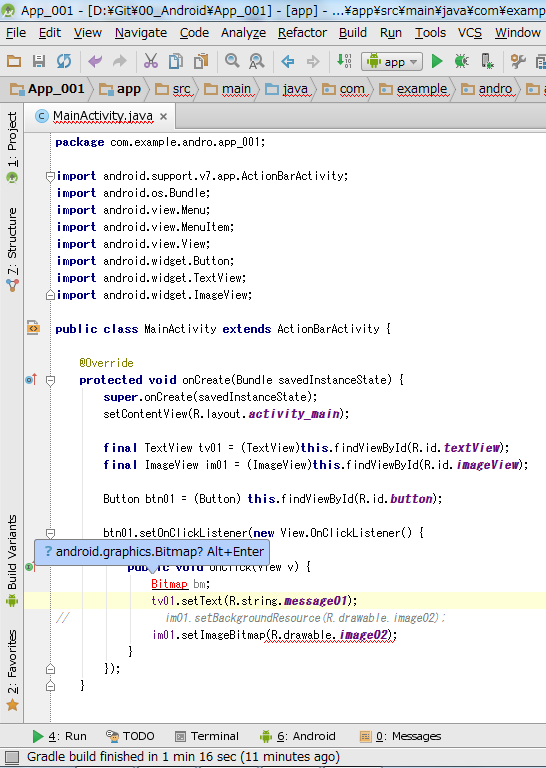 App_001 - [D:¥Git¥00_Android¥App_001] - [app] - ...¥app¥src¥main¥java¥com¥examp
File Edit View Navigate Code Analyze Refactor Build Run Tools VCS Window
app
App_001 app src main java com example andro
MainActivity.java
1: Project
7: Structure
Build Variants
2: Favorites
package com.example.andro.app_001;
import android.support.v7.app.ActionBarActivity;
import android.os.Bundle;
import android.view.Menu;
import android.view.MenuItem;
import android.view.View;
import android.widget.Button;
import android.widget.TextView;
import android.widget.ImageView;
public class MainActivity extends ActionBarActivity {
@Override
protected void onCreate(Bundle savedInstanceState) {
super.onCreate(savedInstanceState);
setContentView(R.layout.activity_main);
final TextView tv01 = (TextView)this.findViewById(R.id.textView);
final ImageView im01 = (ImageView)this.findViewById(R.id.imageView);
Button btn01 = (Button) this.findViewById(R.id.button);
btn01.setOnClickListener(new View.OnClickListener() {
? android.graphics.Bitmap? Alt+Enter
public void onClick(View v) {
Bitmap bm;
tv01.setText(R.string.message01);
// im01.setBackgroundResource(R.drawable.image02);
im01.setImageBitmap(R.drawable.image02);
}
});
}
4: Run TODO Terminal 6: Android 0: Messages
Gradle build finished in 1 min 16 sec (11 minutes ago)